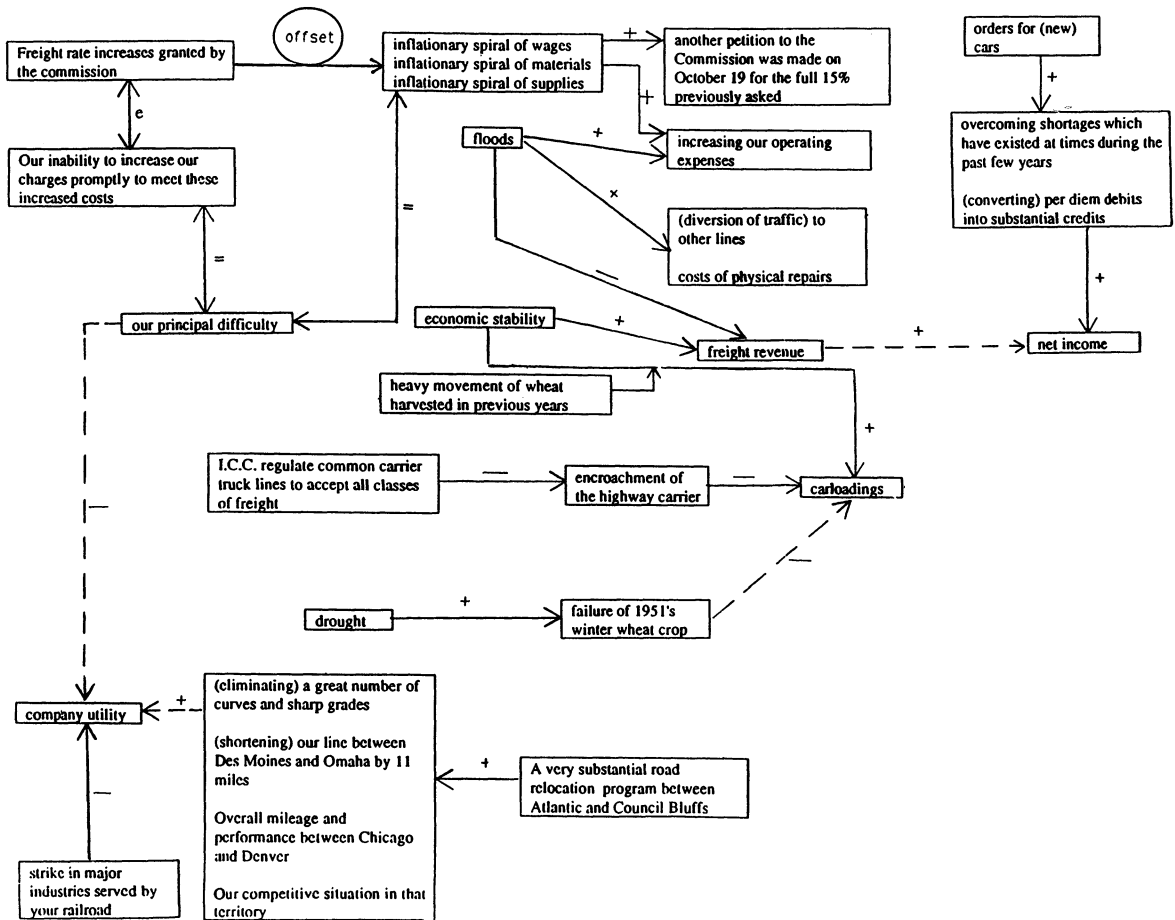 Freight rate increases granted by
the commission
offset
inflationary spiral of wages
inflationary spiral of materials
inflationary spiral of supplies
+
+
another petition to the
Commission was made on
October 19 for the full 15%
previously asked
orders for (new)
cars
+
e
floods
+
×
increasing our operating
expenses
overcoming shortages which
have existed at times during the
past few years
(converting) per diem debits
into substantial credits
Our inability to increase our
charges promptly to meet these
increased costs
=
=
(diversion of traffic) to
other lines
costs of physical repairs
—
+
our principal difficulty
economic stability
+
freight revenue
+
net income
heavy movement of wheat
harvested in previous years
+
I.C.C. regulate common carrier
truck lines to accept all classes
of freight
—
encroachment of
the highway carrier
—
carloadings
—
—
drought
+
failure of 1951's
winter wheat crop
company utility
+
(eliminating) a great number of
curves and sharp grades
(shortening) our line between
Des Moines and Omaha by 11
miles
Overall mileage and
performance between Chicago
and Denver
Our competitive situation in that
territory
+
A very substantial road
relocation program between
Atlantic and Council Bluffs
—
strike in major
industries served by
your railroad